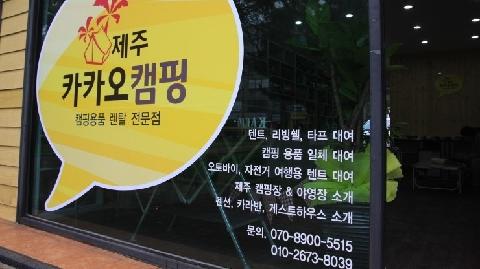 제주
카카오캠핑
캠핑용품 렌탈 전문점
텐트, 리빙쉘, 타프 대여
캠핑 용품 일체 대여
오토바이, 자전거 여행용 텐트 대여
제주 캠핑장 & 야영장 소개
펜션, 카라반, 게스트하우스 소개
문의. 070-8900-5515
010-2673-8039